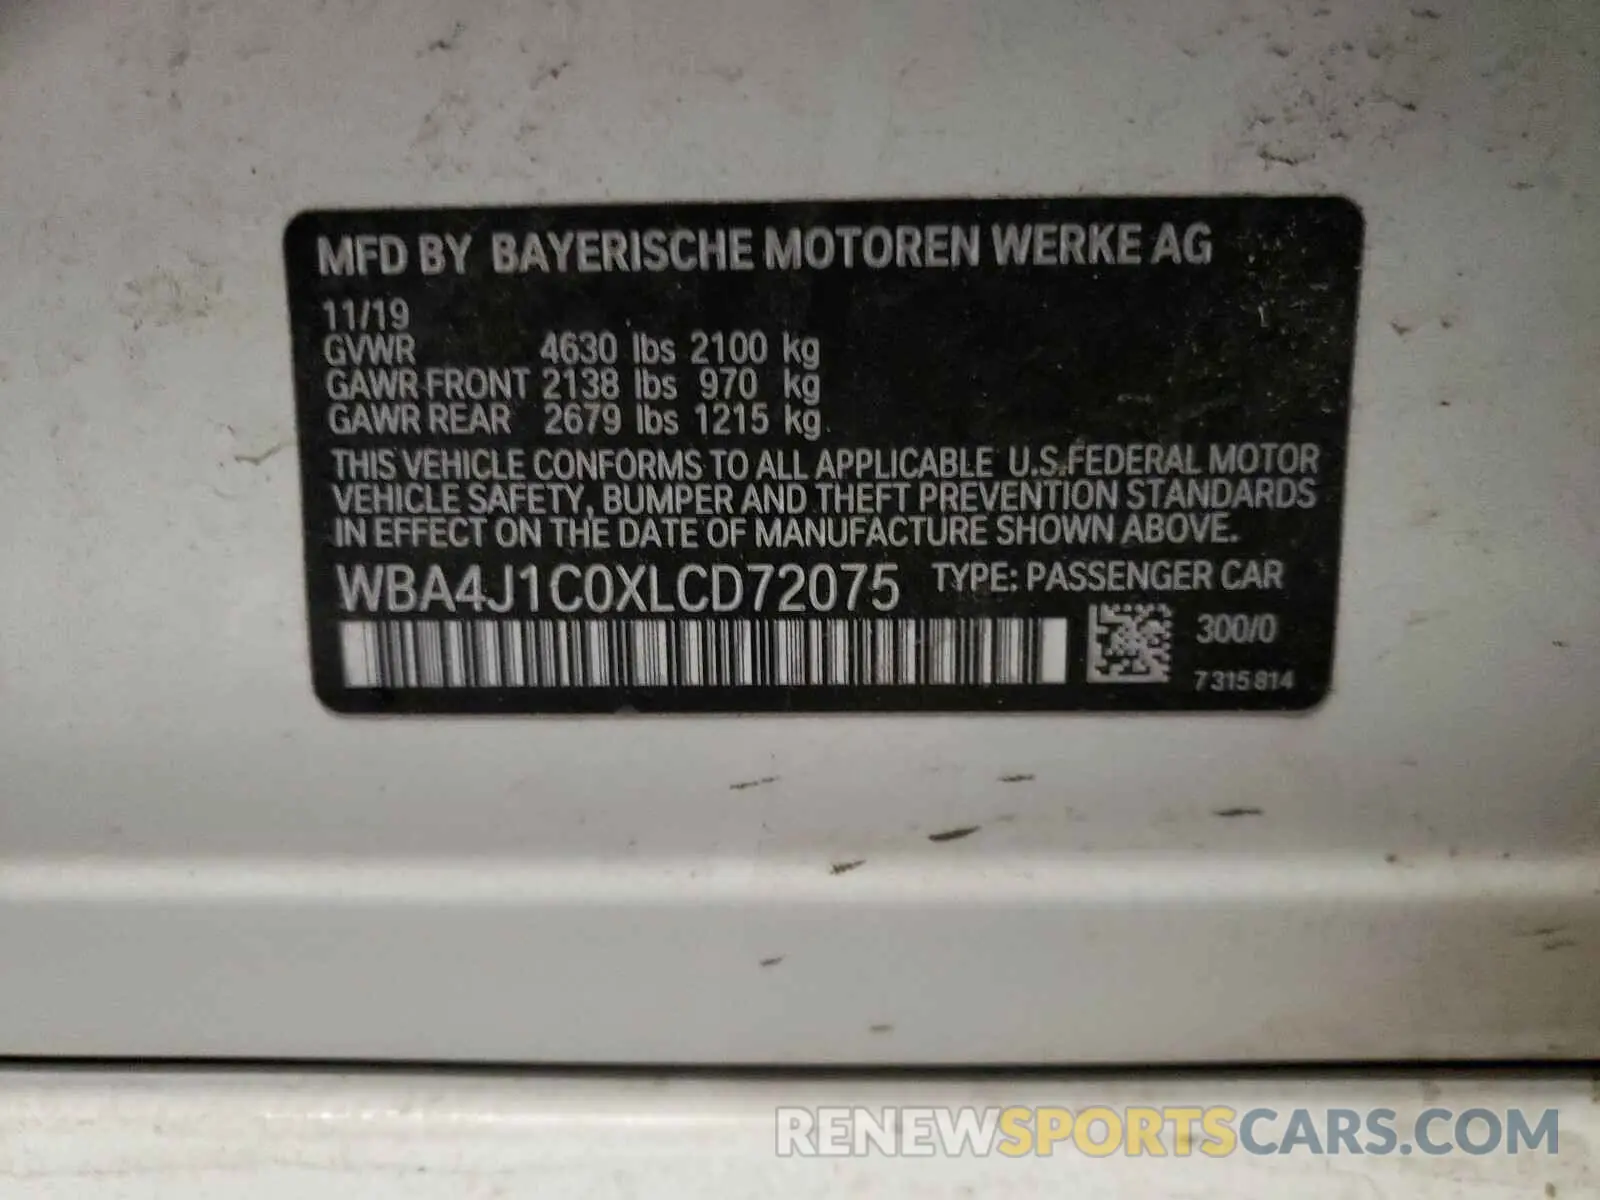 MFD BY BAYERISCHE MOTOREN WERKE AG
11/19
GVWR 4630 lbs 2100 kg
GAWR FRONT 2138 lbs 970 kg
GAWR REAR 2679 lbs 1215 kg
THIS VEHICLE CONFORMS TO ALL APPLICABLE U.S.FEDERAL MOTOR
VEHICLE SAFETY, BUMPER AND THEFT PREVENTION STANDARDS
IN EFFECT ON THE DATE OF MANUFACTURE SHOWN ABOVE.
WBA4J1C0XLCD72075 TYPE: PASSENGER CAR
300/0
7 315 814
RENEWSPORTSCARS.COM